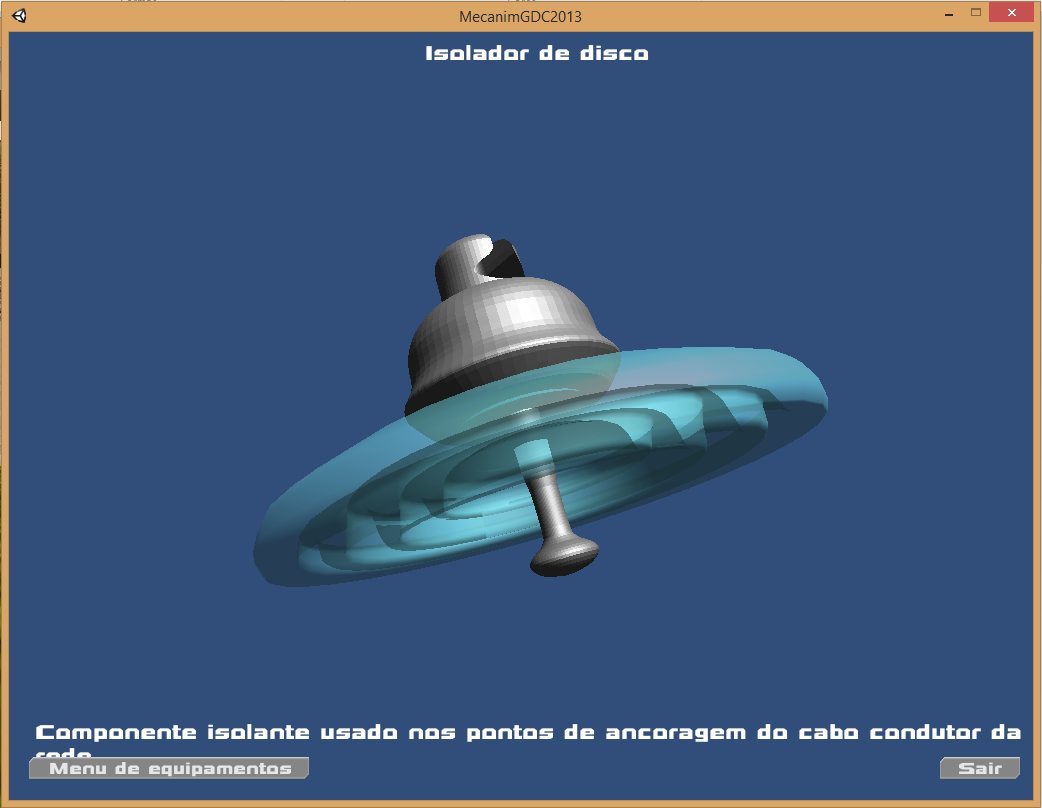 MecanimGDC2013
Isolador de disco
Componente isolante usado nos pontos de ancoragem do cabo condutor da
rede
Menu de equipamentos
Sair